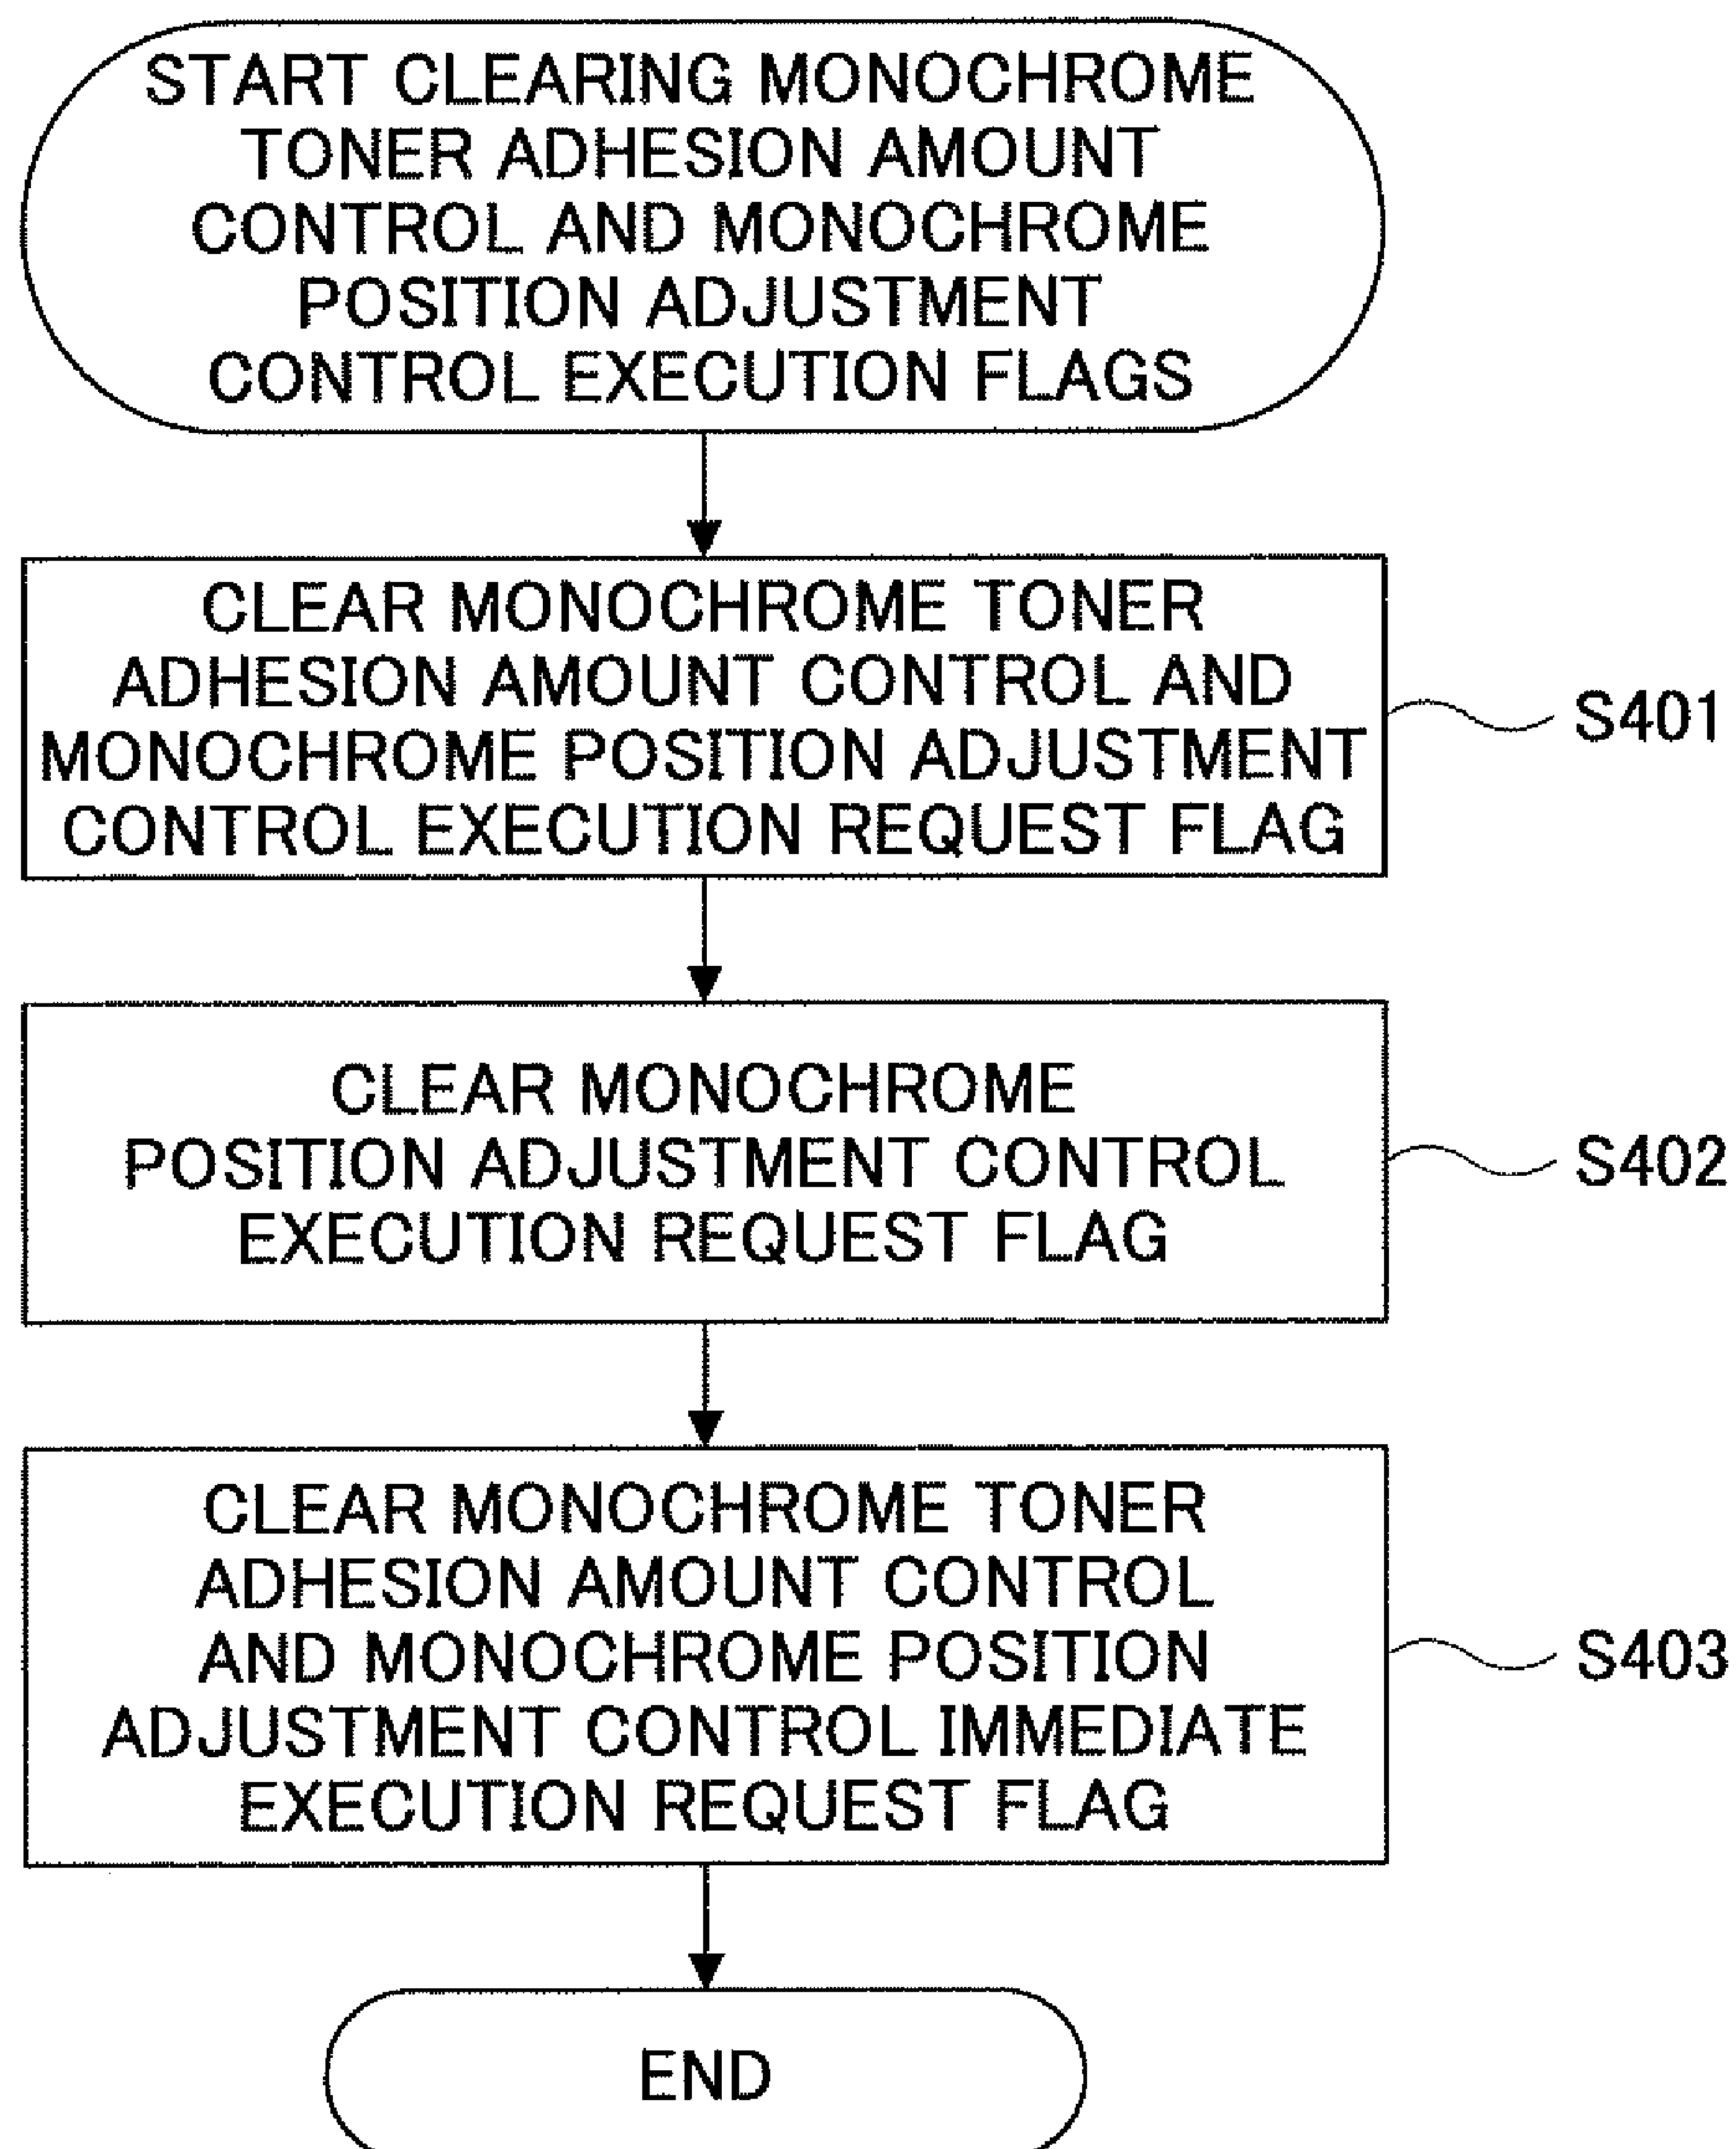 START CLEARING MONOCHROME
TONER ADHESION AMOUNT
CONTROL AND MONOCHROME
POSITION ADJUSTMENT
CONTROL EXECUTION FLAGS
CLEAR MONOCHROME TONER
ADHESION AMOUNT CONTROL AND
MONOCHROME POSITION ADJUSTMENT
CONTROL EXECUTION REQUEST FLAG
S401
CLEAR MONOCHROME
POSITION ADJUSTMENT CONTROL
EXECUTION REQUEST FLAG
S402
CLEAR MONOCHROME TONER
ADHESION AMOUNT CONTROL
AND MONOCHROME POSITION
ADJUSTMENT CONTROL IMMEDIATE
EXECUTION REQUEST FLAG
S403
END